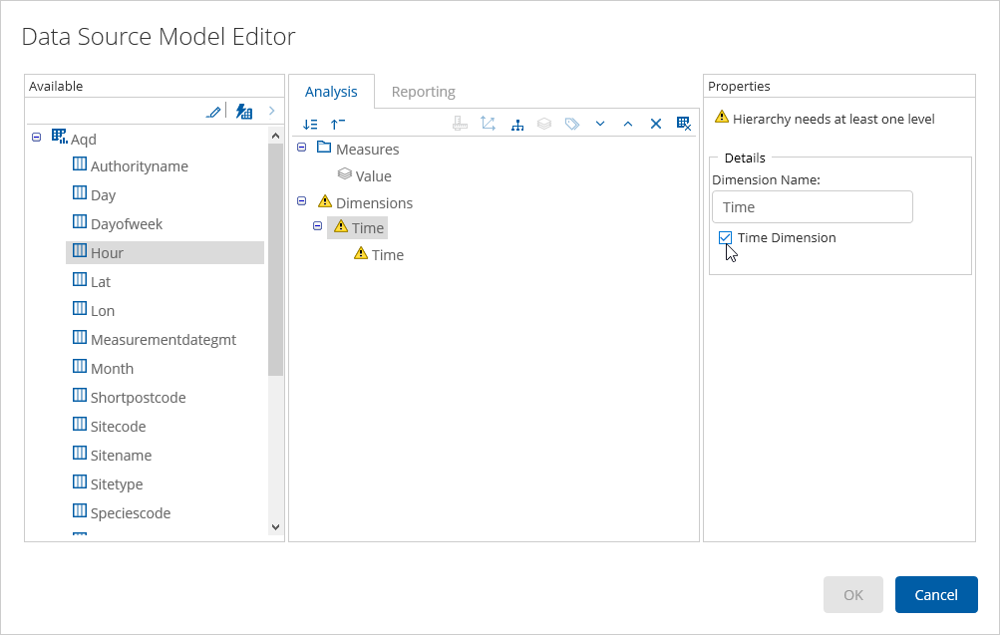 Data Source Model Editor
Available
Aqd
Authorityname
Day
Dayofweek
Hour
Lat
Lon
Measurementdategmt
Month
Shortpostcode
Sitecode
Sitename
Sitetype
Speciescode
Analysis
Reporting
Measures
Value
Dimensions
Time
Time
Properties
Hierarchy needs at least one level
Details
Dimension Name:
Time
Time Dimension
OK
Cancel